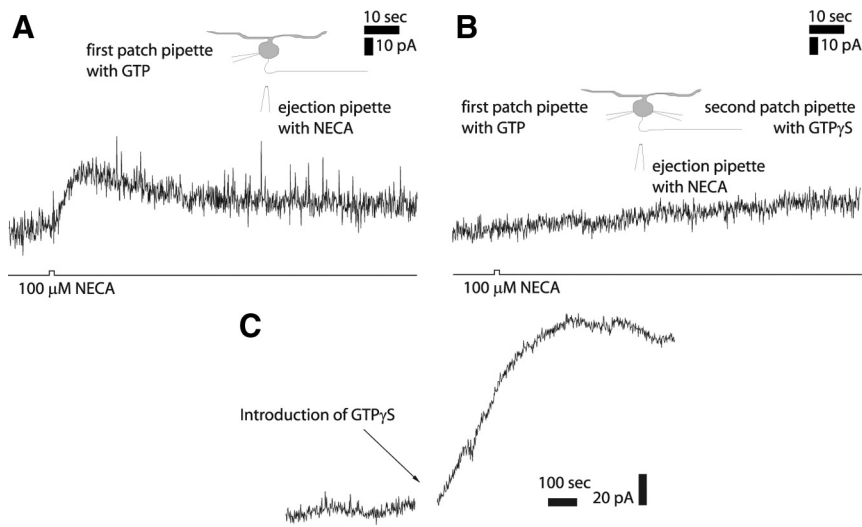 A
10 sec
10 pA
first patch pipette
with GTP
ejection pipette
with NECA
100 μM NECA
B
10 sec
10 pA
first patch pipette
with GTP
second patch pipette
with GTPγS
ejection pipette
with NECA
100 μM NECA
C
Introduction of GTPγS
100 sec
20 pA